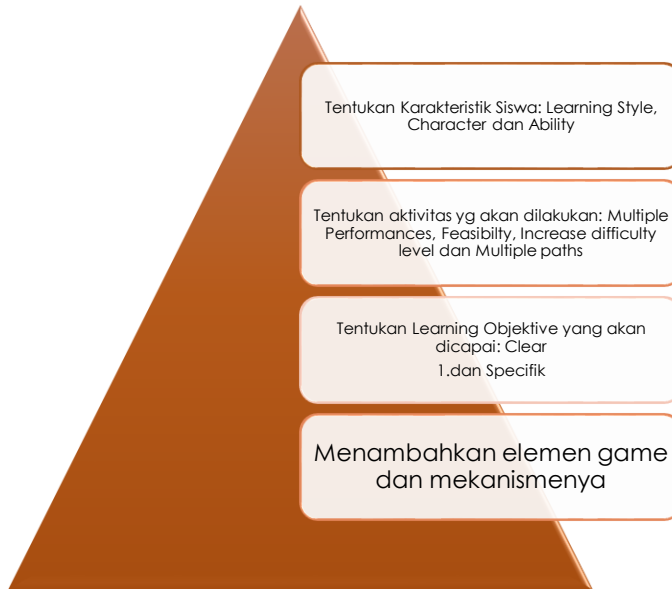 Tentukan Karakteristik Siswa: Learning Style,
Character dan Ability
Tentukan aktivitas yg akan dilakukan: Multiple
Performances, Feasibilty, Increase difficulty
level dan Multiple paths
Tentukan Learning Objektive yang akan
dicapai: Clear
1.dan Specifik
Menambahkan elemen game
dan mekanismenya